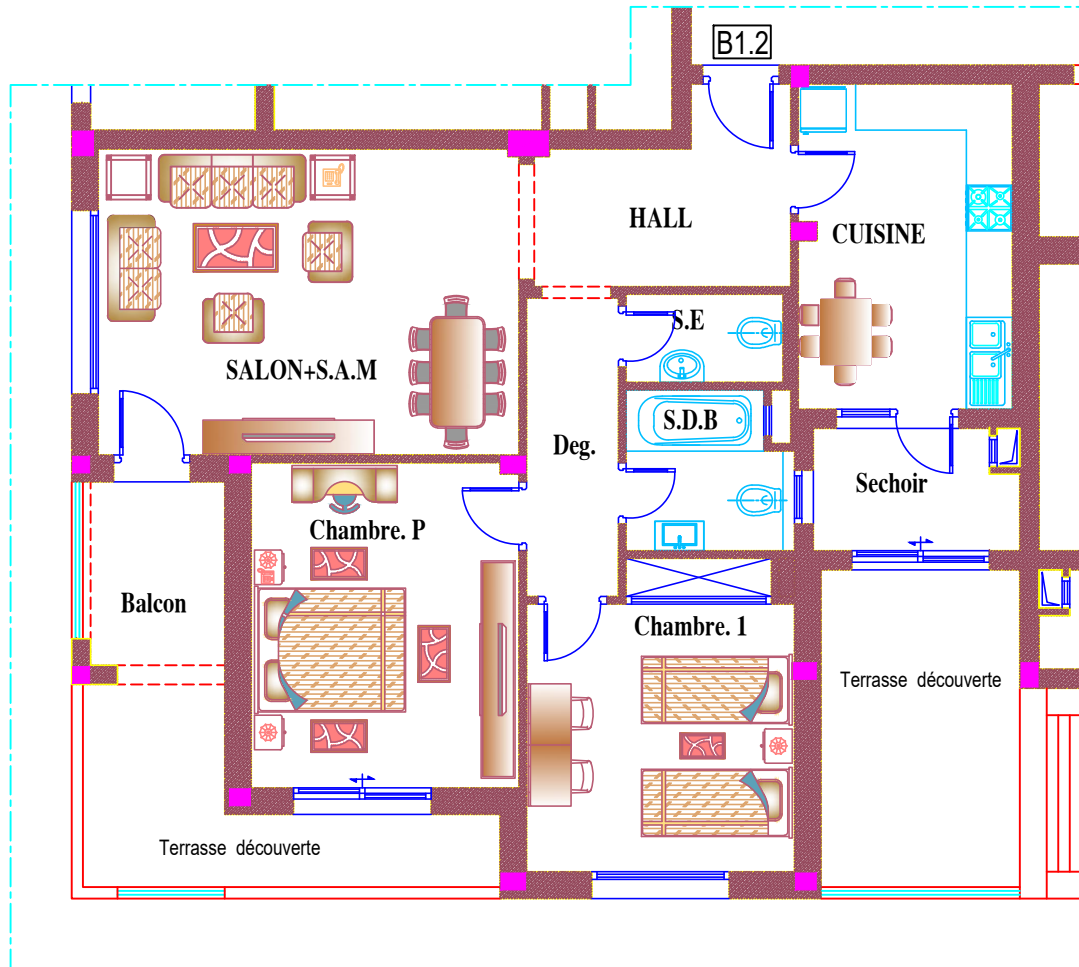 B1.2
HALL
CUISINE
S.E
SALON+S.A.M
S.D.B
Deg.
Sechoir
Chambre. P
Balcon
Chambre. 1
Terrasse découverte
Terrasse découverte